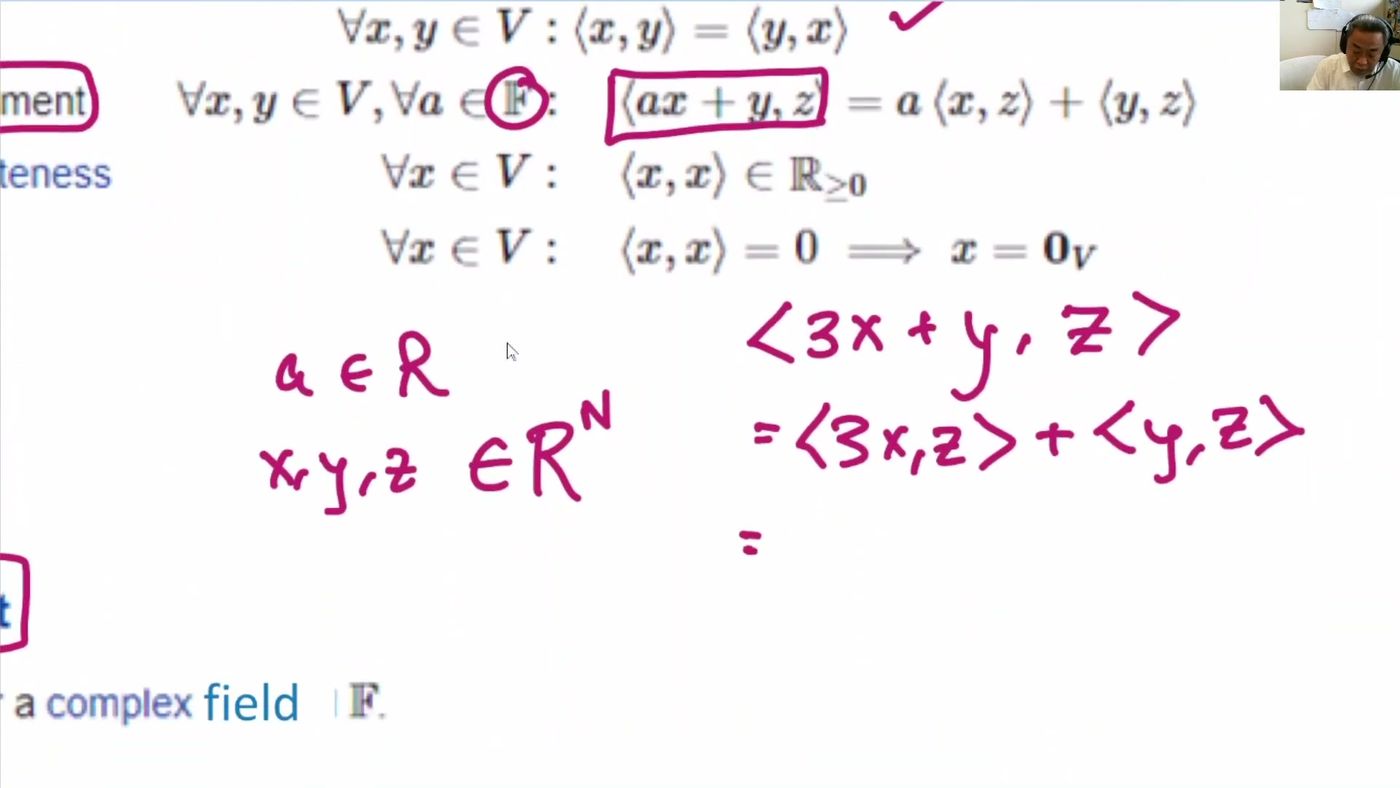 ∀x, y ∈ V : ⟨x, y⟩ = ⟨y, x⟩
ment ∀x, y ∈ V, ∀a ∈ 𝔽 : ⟨ax + y, z⟩ = a ⟨x, z⟩ + ⟨y, z⟩
teness ∀x ∈ V : ⟨x, x⟩ ∈ ℝ≥0
∀x ∈ V : ⟨x, x⟩ = 0 ⟹ x = 0V
a ∈ R
x, y, z ∈ R^N
<3x + y, z>
= <3x, z> + <y, z>
=
t
a complex field 𝔽.